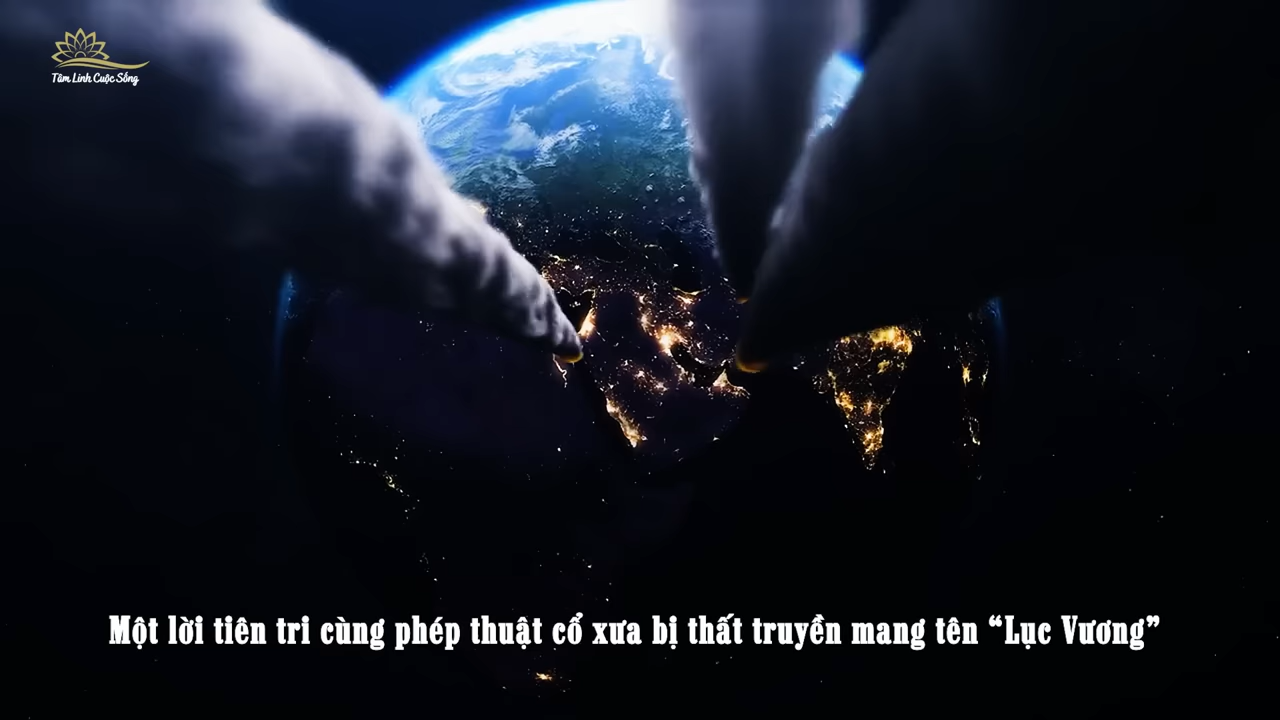 Tâm Linh Cuộc Sống
Một lời tiên tri cùng phép thuật cổ xưa bị thất truyền mang tên “Lục Vương”